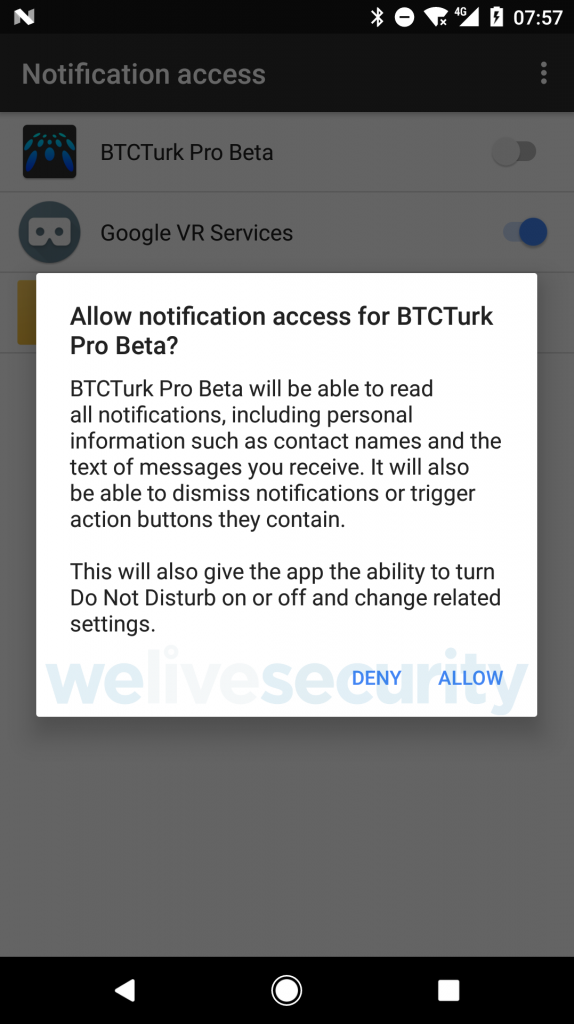 4G 07:57
Notification access
BTCTurk Pro Beta
Google VR Services
Allow notification access for BTCTurk
Pro Beta?
BTCTurk Pro Beta will be able to read
all notifications, including personal
information such as contact names and the
text of messages you receive. It will also
be able to dismiss notifications or trigger
action buttons they contain.
This will also give the app the ability to turn
Do Not Disturb on or off and change related
settings.
welivesecurity
DENY ALLOW